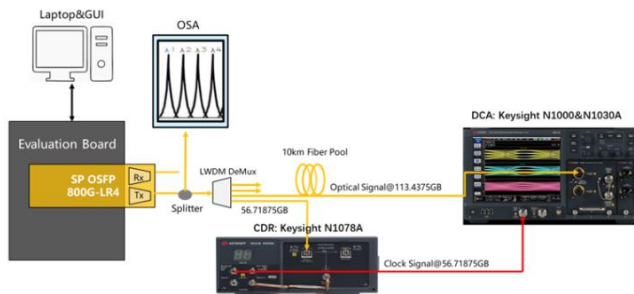 Laptop&GUI
OSA
λ1 λ2 λ3 λ4
DCA: Keysight N1000&N1030A
Evaluation Board
10km Fiber Pool
LWDM DeMux
SP OSFP
800G-LR4
Rx
Tx
Optical Signal@113.4375GB
Splitter
56.71875GB
CDR: Keysight N1078A
KEYSIGHT
Clock Signal@56.71875GB